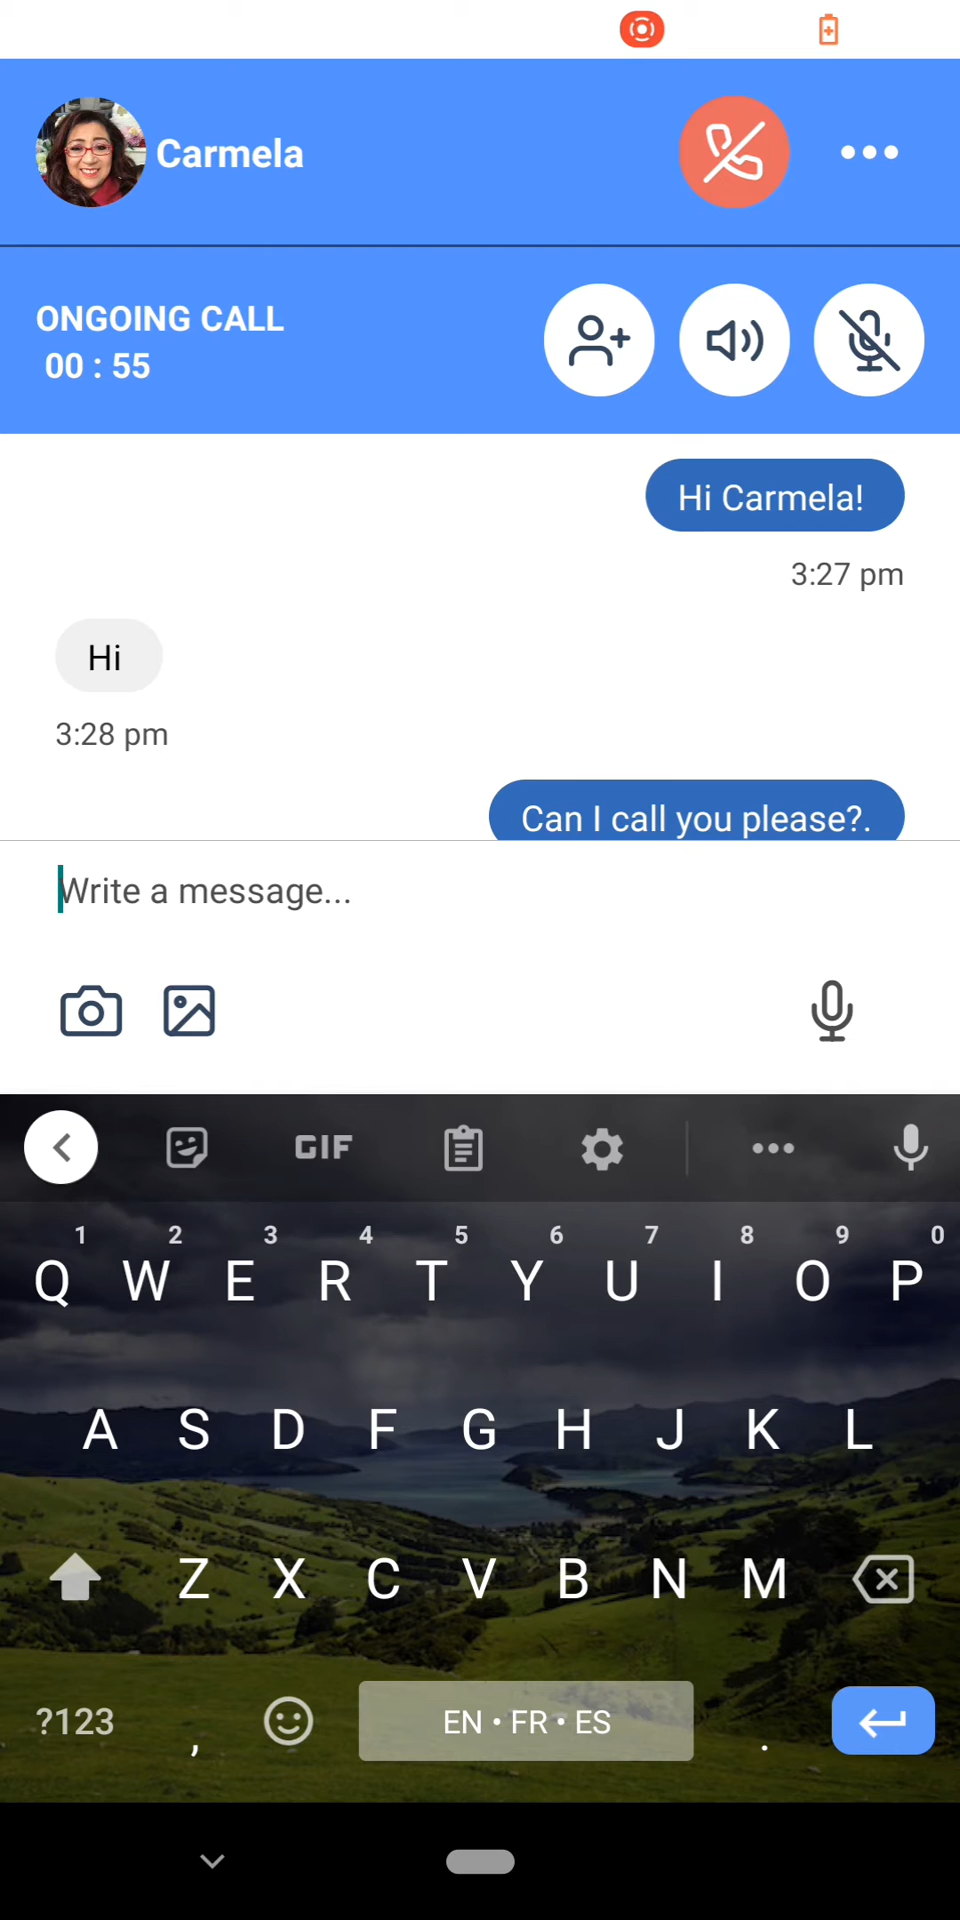 Carmela
ONGOING CALL
00 : 55
Hi Carmela!
3:27 pm
Hi
3:28 pm
Can I call you please?.
Write a message...
GIF
1 2 3 4 5 6 7 8 9 0
Q W E R T Y U I O P
A S D F G H J K L
Z X C V B N M
?123 , EN • FR • ES .